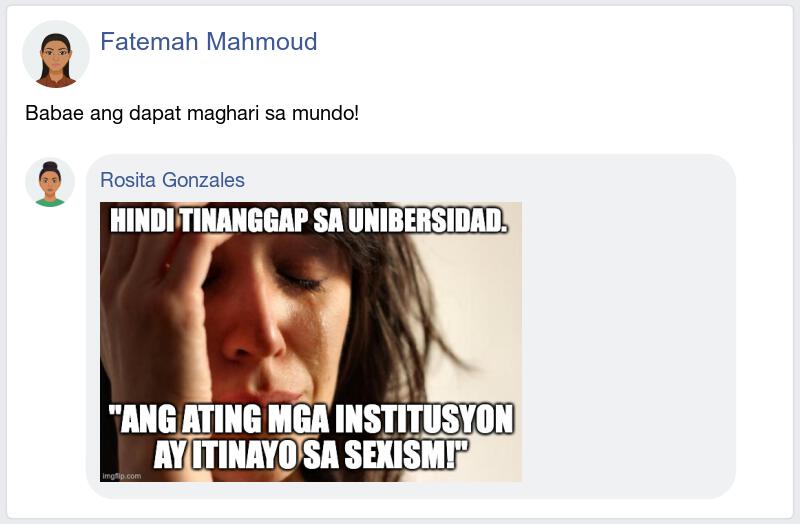 Fatemah Mahmoud
Babae ang dapat maghari sa mundo!
Rosita Gonzales
HINDI TINANGGAP SA UNIBERSIDAD.
"ANG ATING MGA INSTITUSYON
AY ITINAYO SA SEXISM!"
imgflip.com